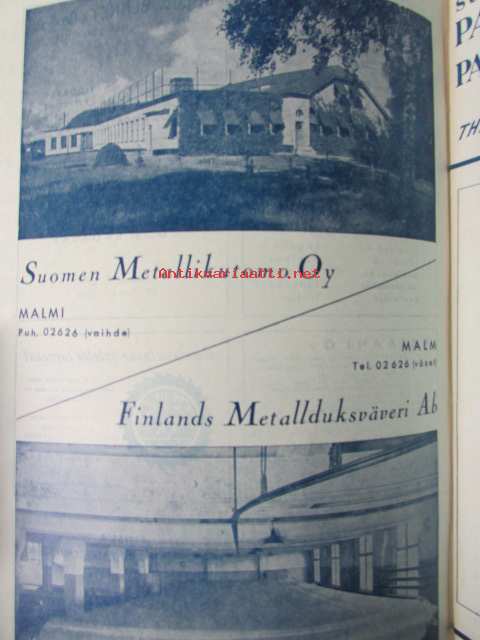 Suomen Metallikutomo Oy
antikvariaatti.net
MALMI
Puh. 02626 (vaihde)
MALM
Tel. 02626 (växel)
Finlands Metallduksväveri Ab
PA
PA
TH